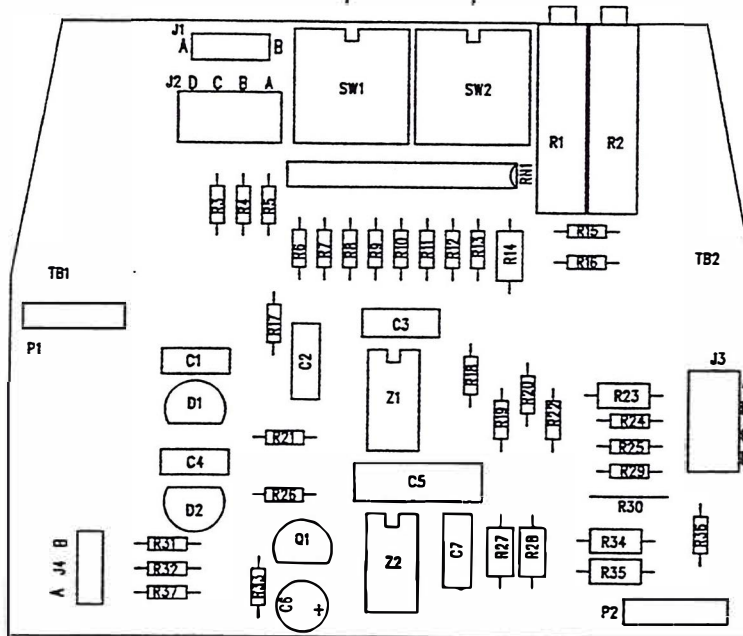 J1
A B
J2 D C B A
SW1 SW2
R1 R2
RN1
R3 R4 R5
R6 R7 R8 R9 R10 R11 R12 R13 R14
R15
R16
TB1 TB2
P1
R17 C2 C3
C1
R18
J3
D1
Z1
R19 R20 R22
R23
R24
R21
R25
C4
R29
C5
R26
D2
R30
Q1
Z2
C7
R27 R28
R36
R31
R34
A J4 B
R32
R35
R33
R37
C6 +
P2